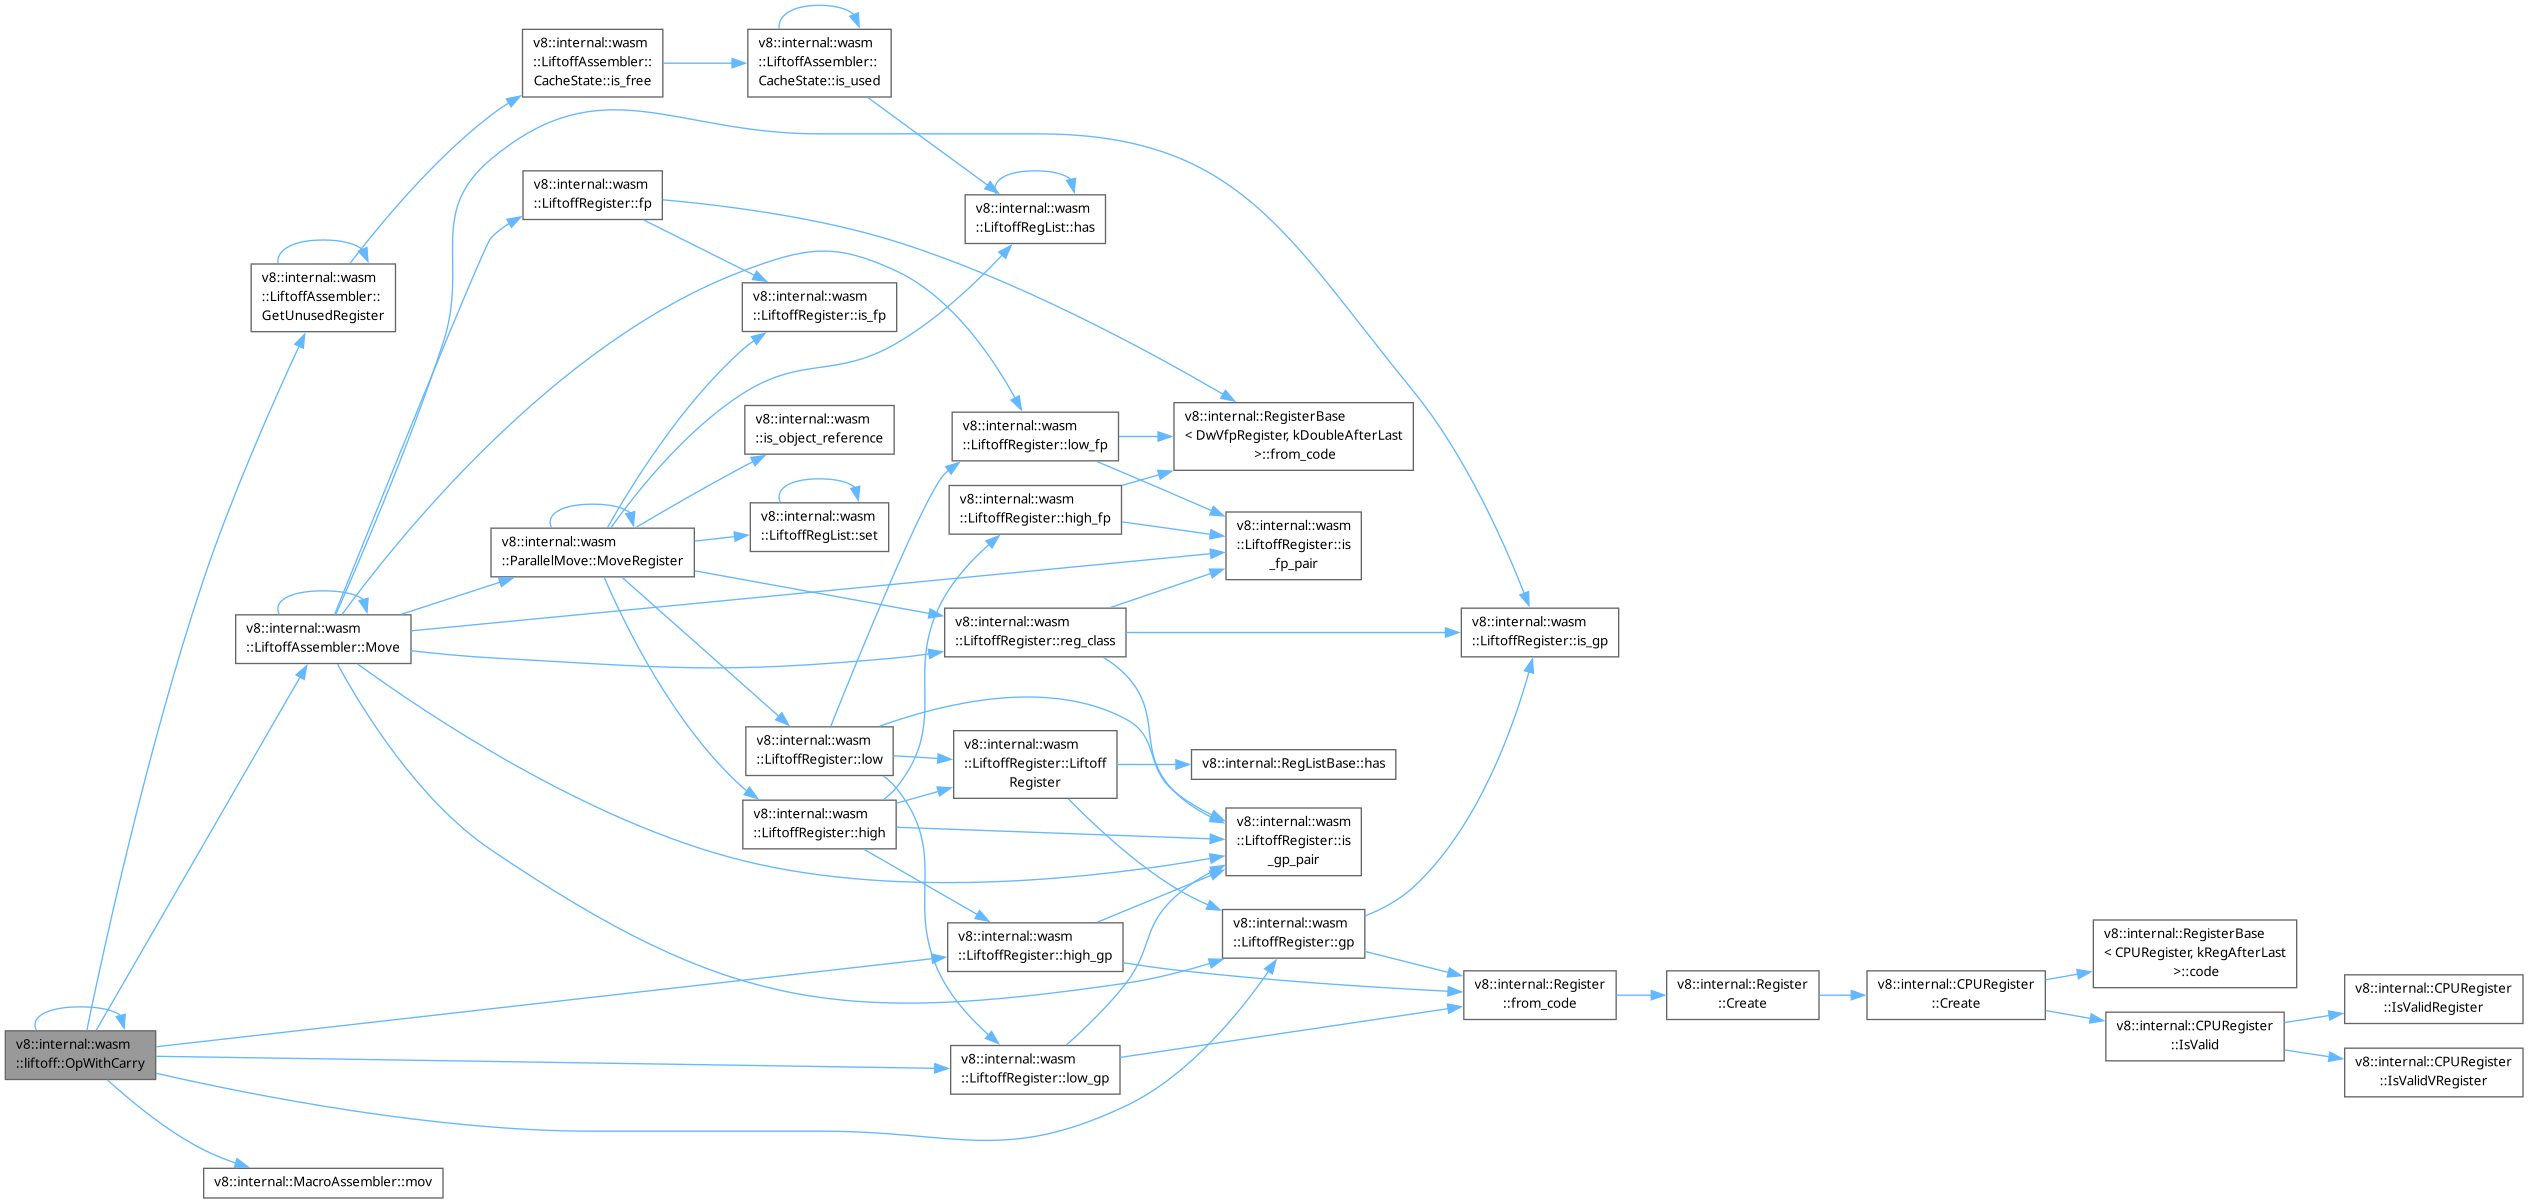 v8::internal::wasm
::LiftoffAssembler::
CacheState::is_free
v8::internal::wasm
::LiftoffAssembler::
CacheState::is_used
v8::internal::wasm
::LiftoffRegister::fp
v8::internal::wasm
::LiftoffRegList::has
v8::internal::wasm
::LiftoffAssembler::
GetUnusedRegister
v8::internal::wasm
::LiftoffRegister::is_fp
v8::internal::wasm
::is_object_reference
v8::internal::wasm
::LiftoffRegister::low_fp
v8::internal::RegisterBase
< DwVfpRegister, kDoubleAfterLast
>::from_code
v8::internal::wasm
::LiftoffRegister::high_fp
v8::internal::wasm
::LiftoffRegList::set
v8::internal::wasm
::ParallelMove::MoveRegister
v8::internal::wasm
::LiftoffRegister::is
_fp_pair
v8::internal::wasm
::LiftoffAssembler::Move
v8::internal::wasm
::LiftoffRegister::reg_class
v8::internal::wasm
::LiftoffRegister::is_gp
v8::internal::wasm
::LiftoffRegister::low
v8::internal::wasm
::LiftoffRegister::Liftoff
Register
v8::internal::RegListBase::has
v8::internal::wasm
::LiftoffRegister::high
v8::internal::wasm
::LiftoffRegister::is
_gp_pair
v8::internal::wasm
::LiftoffRegister::high_gp
v8::internal::wasm
::LiftoffRegister::gp
v8::internal::Register
::from_code
v8::internal::Register
::Create
v8::internal::CPURegister
::Create
v8::internal::RegisterBase
< CPURegister, kRegAfterLast
>::code
v8::internal::CPURegister
::IsValid
v8::internal::CPURegister
::IsValidRegister
v8::internal::CPURegister
::IsValidVRegister
v8::internal::wasm
::liftoff::OpWithCarry
v8::internal::wasm
::LiftoffRegister::low_gp
v8::internal::MacroAssembler::mov